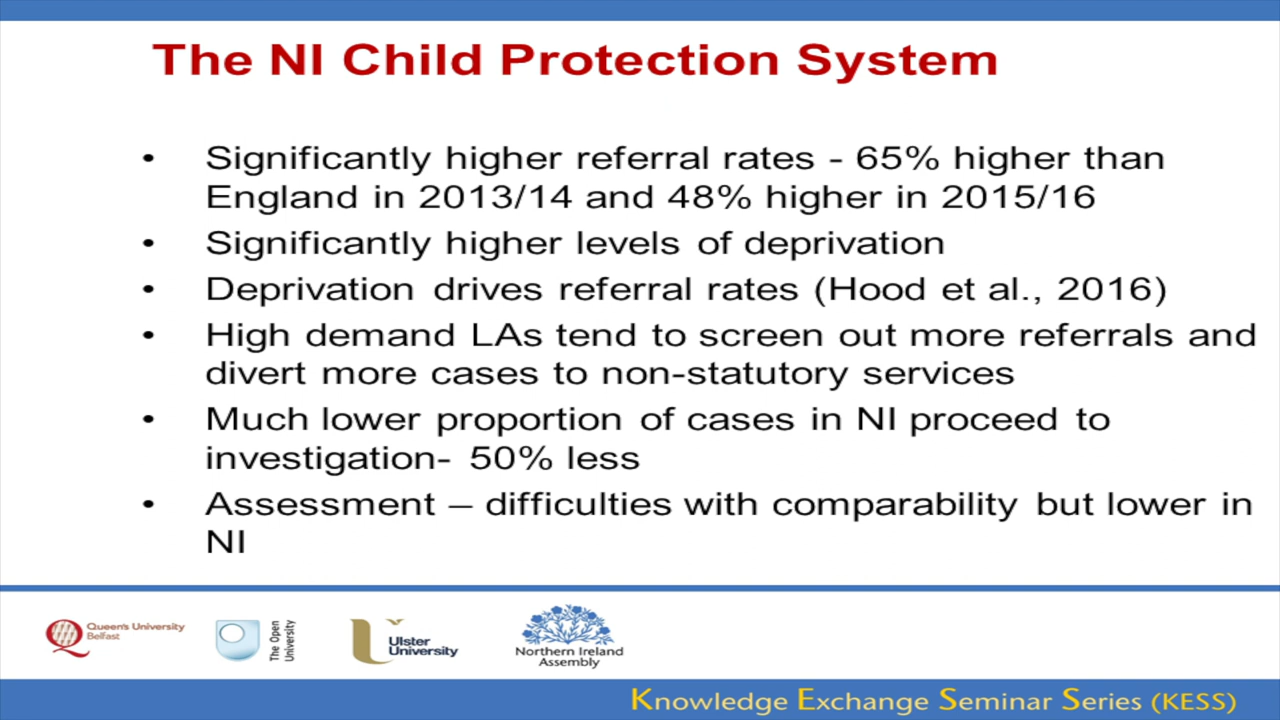 The NI Child Protection System
• Significantly higher referral rates - 65% higher than
England in 2013/14 and 48% higher in 2015/16
• Significantly higher levels of deprivation
• Deprivation drives referral rates (Hood et al., 2016)
• High demand LAs tend to screen out more referrals and
divert more cases to non-statutory services
• Much lower proportion of cases in NI proceed to
investigation- 50% less
• Assessment – difficulties with comparability but lower in
NI
Queen's University
Belfast
The Open
University
Ulster
University
Northern Ireland
Assembly
Knowledge Exchange Seminar Series (KESS)